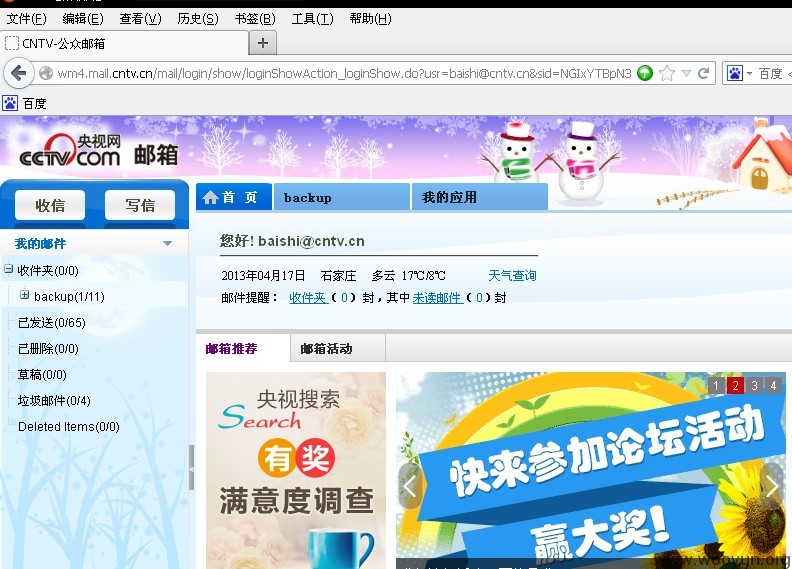 文件(F) 编辑(E) 查看(V) 历史(S) 书签(B) 工具(T) 帮助(H)
CNTV-公众邮箱 +
wm4.mail.cntv.cn/mail/login/show/loginShowAction_loginShow.do?usr=baishi@cntv.cn&sid=NGIxYTBpN3 百度
百度
央视网
CCTV.com 邮箱
收信 写信
首 页 backup 我的应用
我的邮件
收件夹(0/0)
backup(1/11)
已发送(0/65)
已删除(0/0)
草稿(0/0)
垃圾邮件(0/4)
Deleted Items(0/0)
您好! baishi@cntv.cn
2013年04月17日 石家庄 多云 17℃/8℃ 天气查询
邮件提醒： 收件夹 ( 0 ) 封，其中 未读邮件 ( 0 ) 封
邮箱推荐 邮箱活动
央视搜索
Search
有奖
满意度调查
1 2 3 4
快来参加论坛活动
赢大奖!
www.wooyun.org